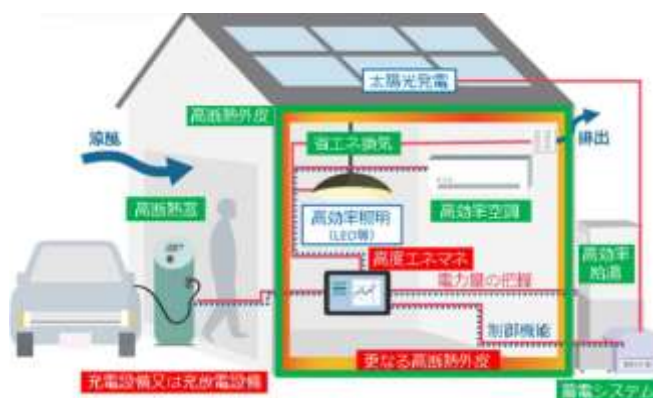 太陽光発電
高断熱外皮
涼風
省エネ換気
排出
高断熱窓
高効率照明
(LED等)
高効率空調
高効率
給湯
高度エネマネ
電力量の把握
制御機能
更なる高断熱外皮
充電設備又は充放電設備
蓄電システム